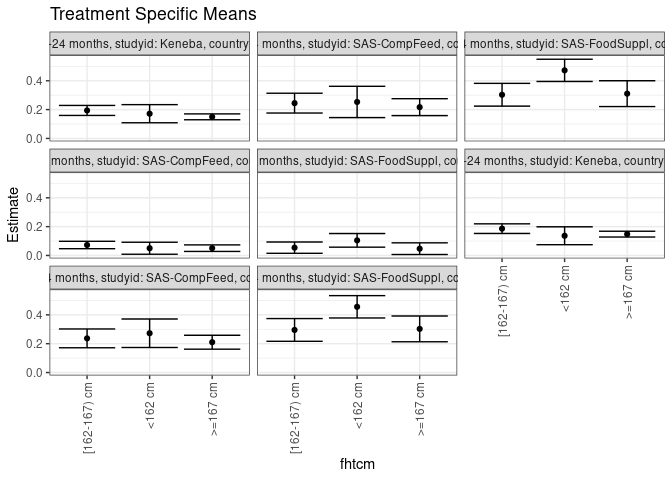 Treatment Specific Means
-24 months, studyid: Keneba, country
months, studyid: SAS-CompFeed, co
months, studyid: SAS-FoodSuppl, co
0.4
0.2
0.0
months, studyid: SAS-CompFeed, co
months, studyid: SAS-FoodSuppl, co
-24 months, studyid: Keneba, country
0.4
0.2
0.0
months, studyid: SAS-CompFeed, co
months, studyid: SAS-FoodSuppl, co
0.4
0.2
0.0
Estimate
[162-167) cm
<162 cm
>=167 cm
[162-167) cm
<162 cm
>=167 cm
[162-167) cm
<162 cm
>=167 cm
fhtcm